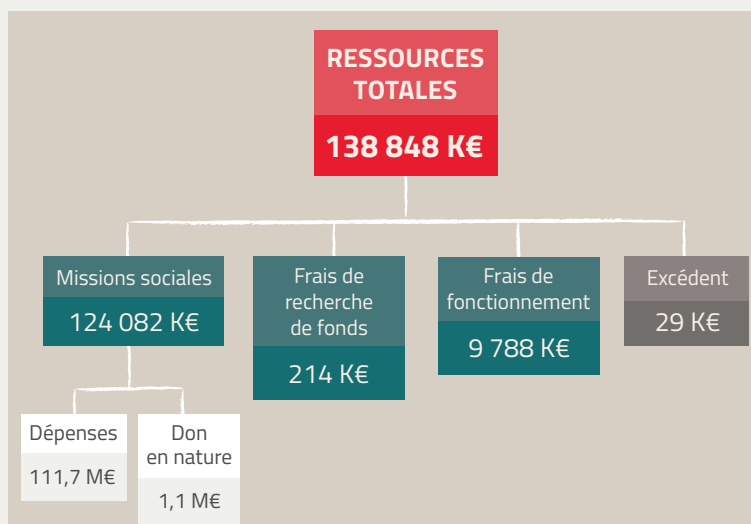 RESSOURCES
TOTALES
138 848 K€
Missions sociales
124 082 K€
Frais de
recherche
de fonds
214 K€
Frais de
fonctionnement
9 788 K€
Excédent
29 K€
Dépenses
111,7 M€
Don
en nature
1,1 M€